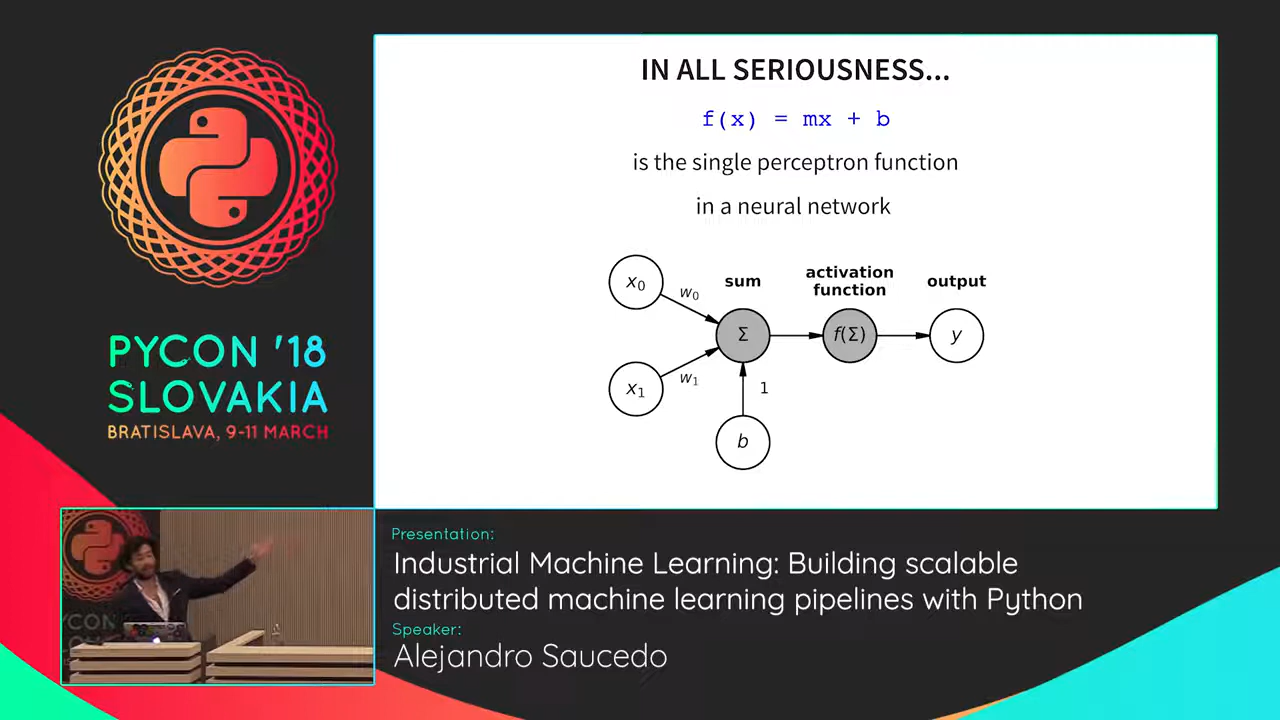 IN ALL SERIOUSNESS...
f(x) = mx + b
is the single perceptron function
in a neural network
x0
w0
sum
activation
function
output
Σ
f(Σ)
y
x1
w1
1
b
PYCON '18
SLOVAKIA
BRATISLAVA, 9-11 MARCH
PYCON
Presentation:
Industrial Machine Learning: Building scalable
distributed machine learning pipelines with Python
Speaker:
Alejandro Saucedo